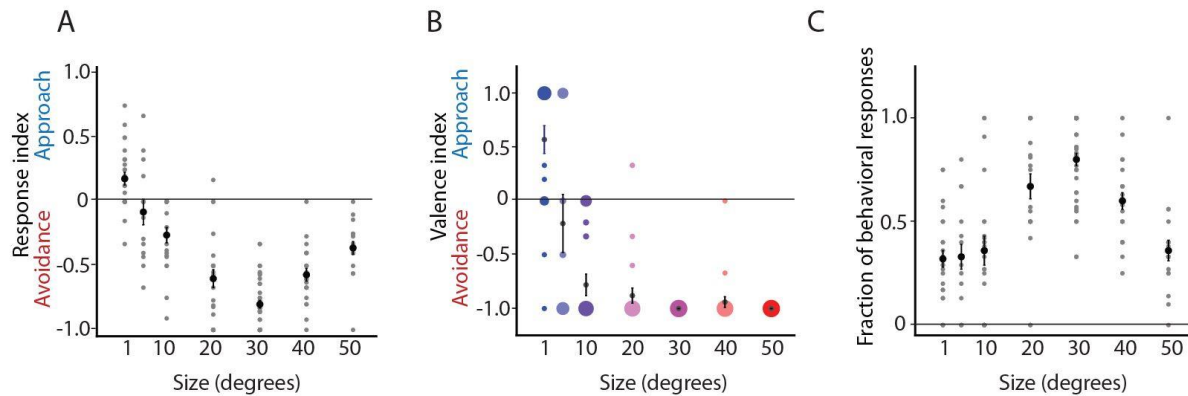 A
B
C
Response index
Approach
Avoidance
1.0
0.5
0
-0.5
-1.0
1 10 20 30 40 50
Size (degrees)
Valence index
Approach
Avoidance
1.0
0.5
0
-0.5
-1.0
1 10 20 30 40 50
Size (degrees)
Fraction of behavioral responses
1.0
0.5
0
1 10 20 30 40 50
Size (degrees)